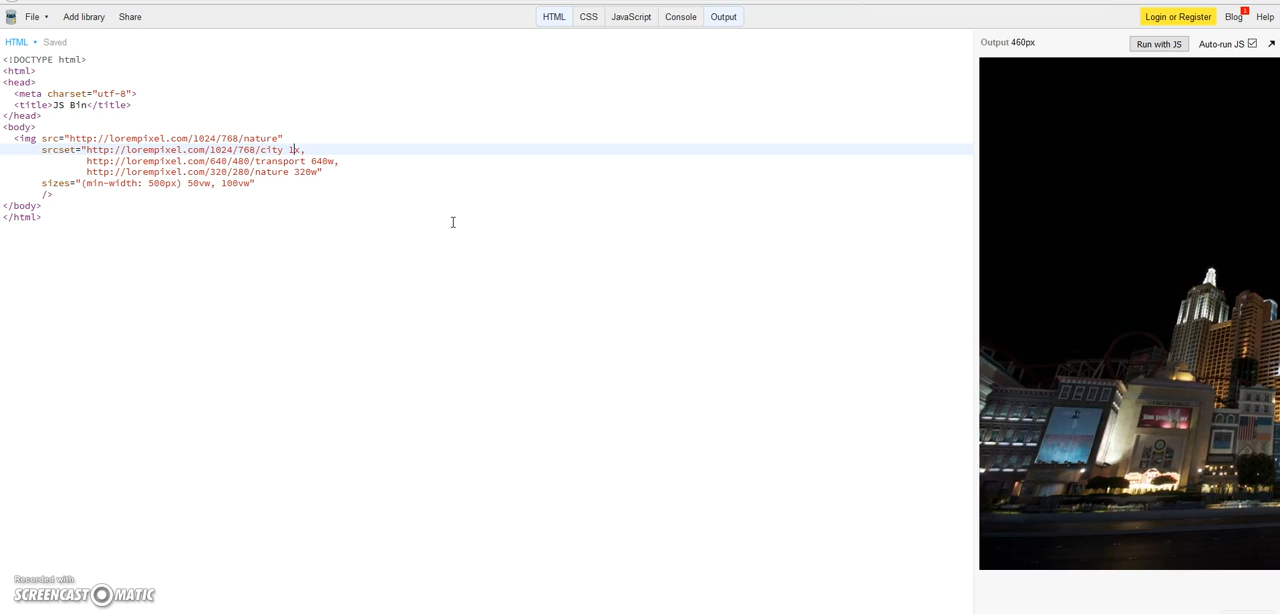 File ▾ Add library Share HTML CSS JavaScript Console Output Login or Register Blog 1 Help
HTML ▾ Saved Output 460px Run with JS Auto-run JS
<!DOCTYPE html>
<html>
<head>
<meta charset="utf-8">
<title>JS Bin</title>
</head>
<body>
<img src="http://lorempixel.com/1024/768/nature"
srcset="http://lorempixel.com/1024/768/city 1x,
http://lorempixel.com/640/480/transport 640w,
http://lorempixel.com/320/280/nature 320w"
sizes="(min-width: 500px) 50vw, 100vw"
/>
</body>
</html>
Recorded with
SCREENCAST-O-MATIC